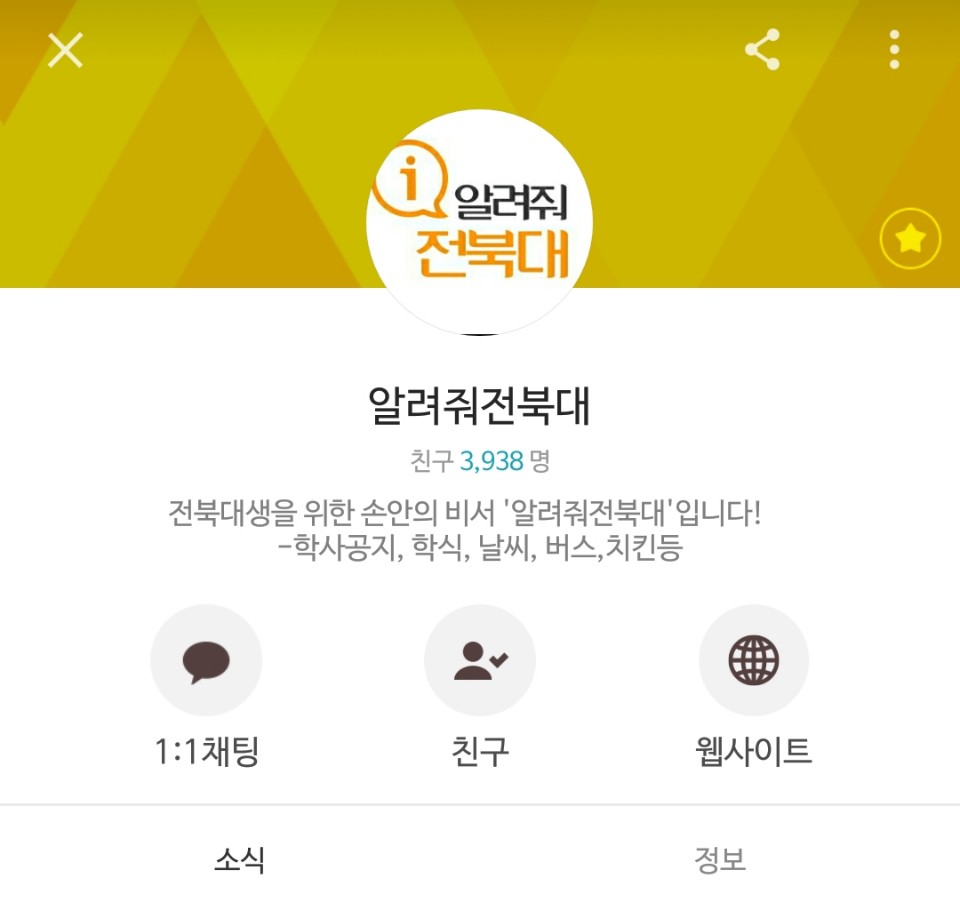 i
알려줘
전북대
알려줘전북대
친구 3,938 명
전북대생을 위한 손안의 비서 '알려줘전북대'입니다!
-학사공지, 학식, 날씨, 버스,치킨등
1:1채팅
친구
웹사이트
소식
정보